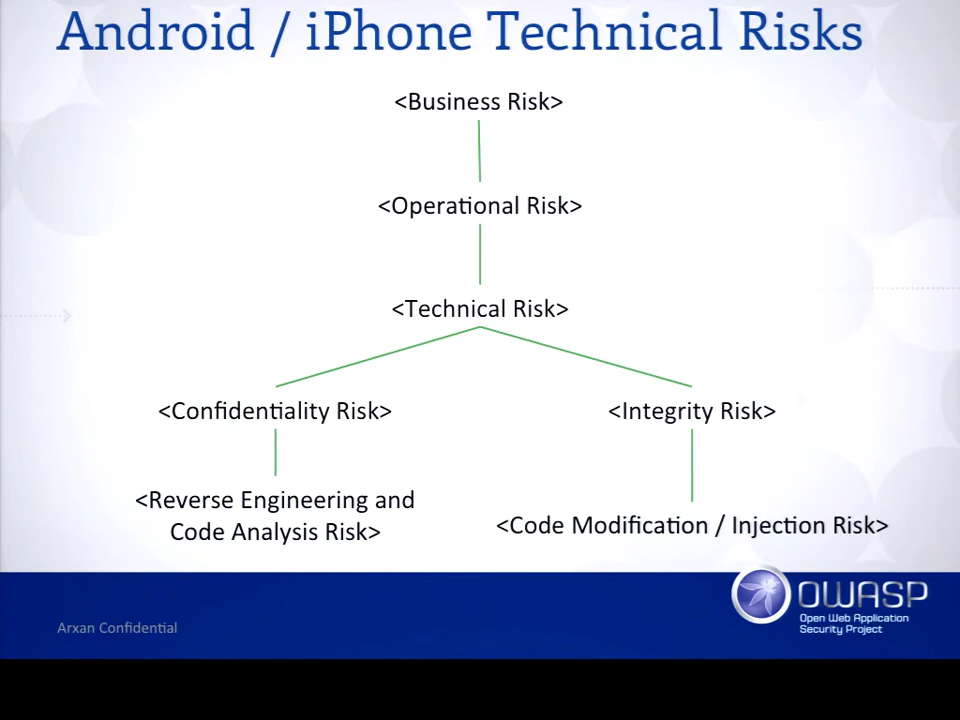 Android / iPhone Technical Risks
<Business Risk>
<Operational Risk>
<Technical Risk>
<Confidentiality Risk>
<Integrity Risk>
<Reverse Engineering and
Code Analysis Risk>
<Code Modification / Injection Risk>
Arxan Confidential
OWASP
Open Web Application
Security Project